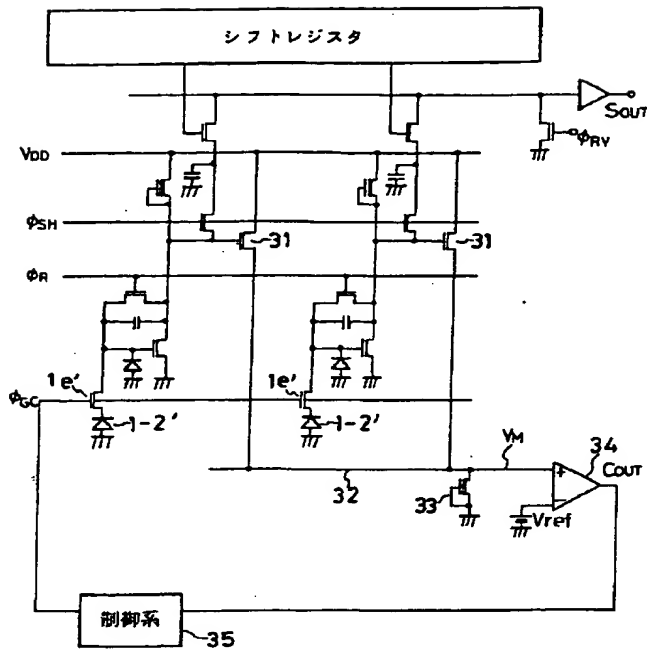 シフトレジスタ
SOUT
φRV
VDD
φSH
31
31
φR
1e'
1e'
φGC
1-2'
1-2'
VM
34
COUT
32
33
Vref
制御系
35